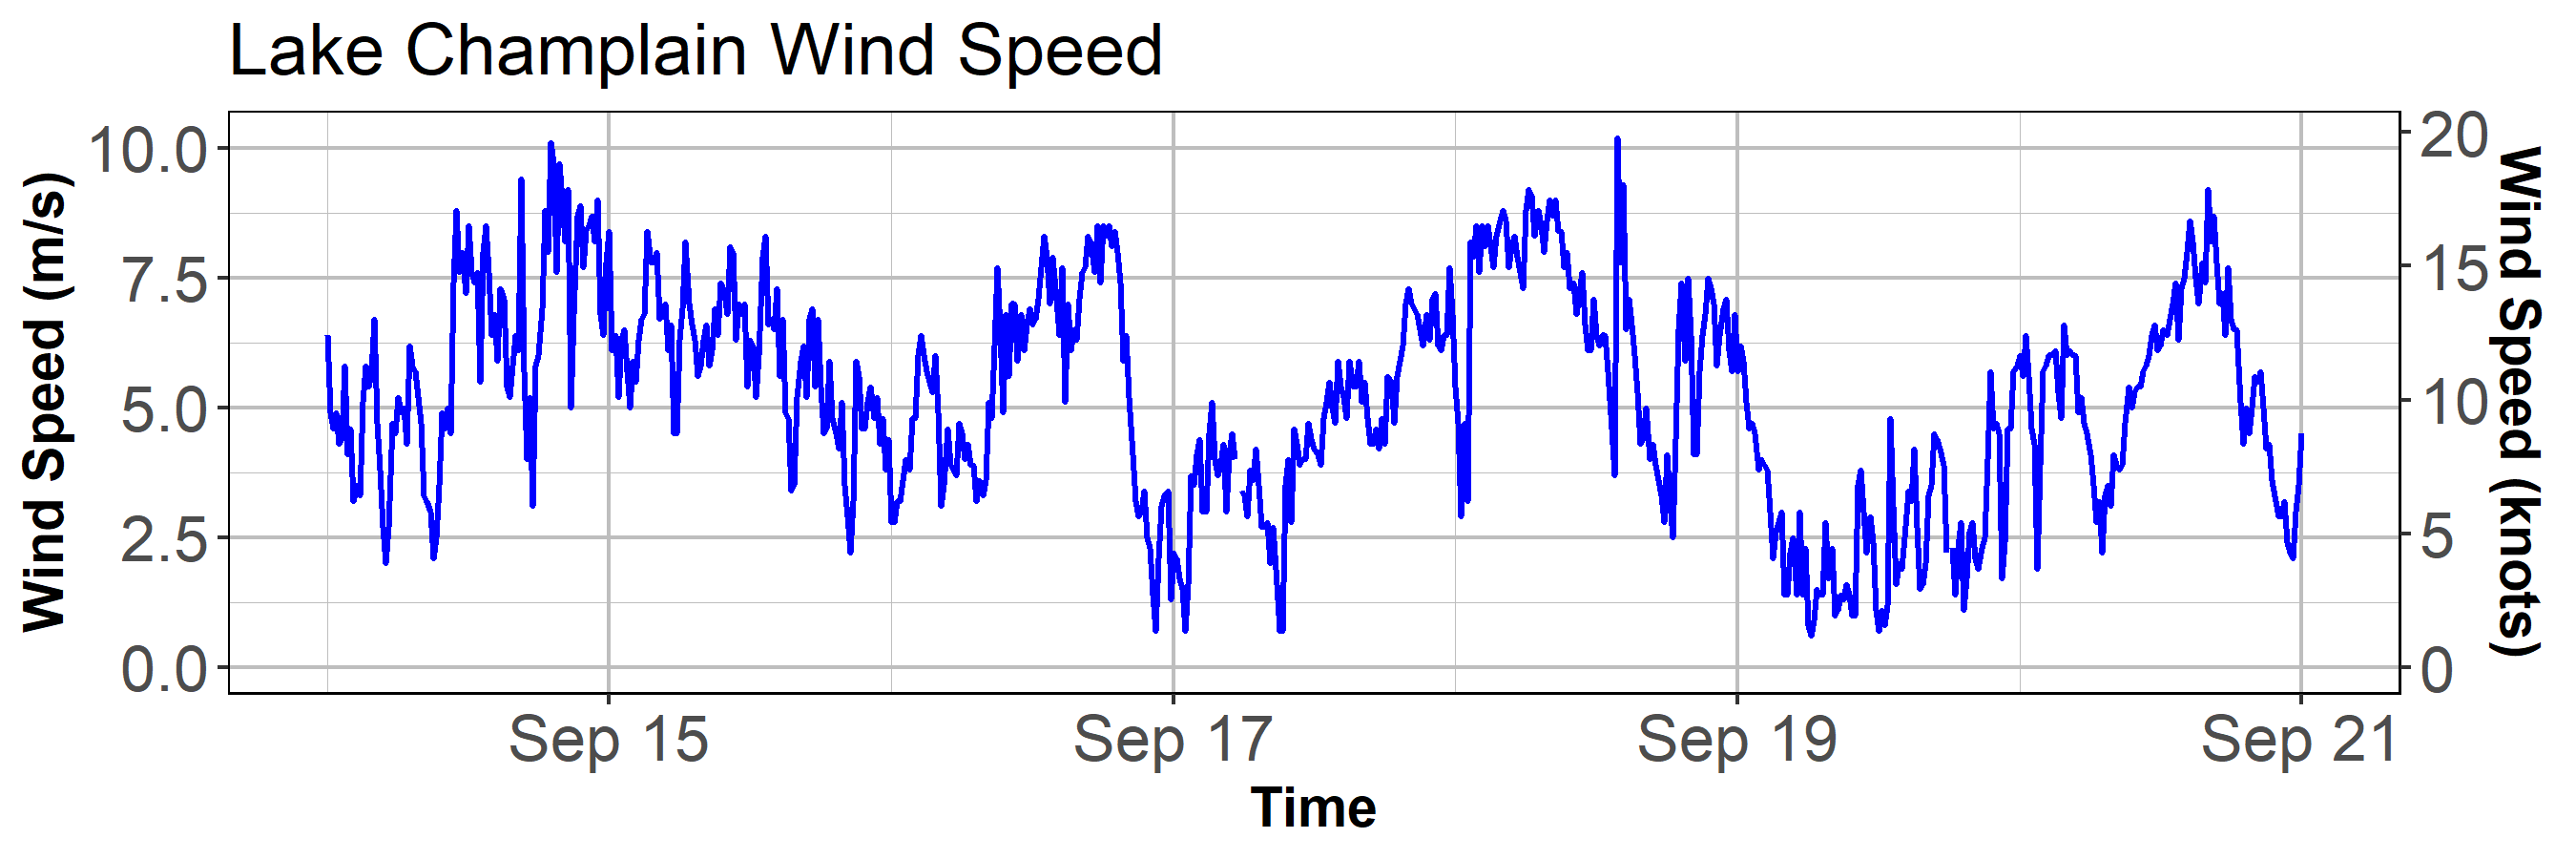 Lake Champlain Wind Speed
10.0
7.5
5.0
2.5
0.0
Wind Speed (m/s)
20
15
10
5
0
Wind Speed (knots)
Sep 15
Sep 17
Sep 19
Sep 21
Time